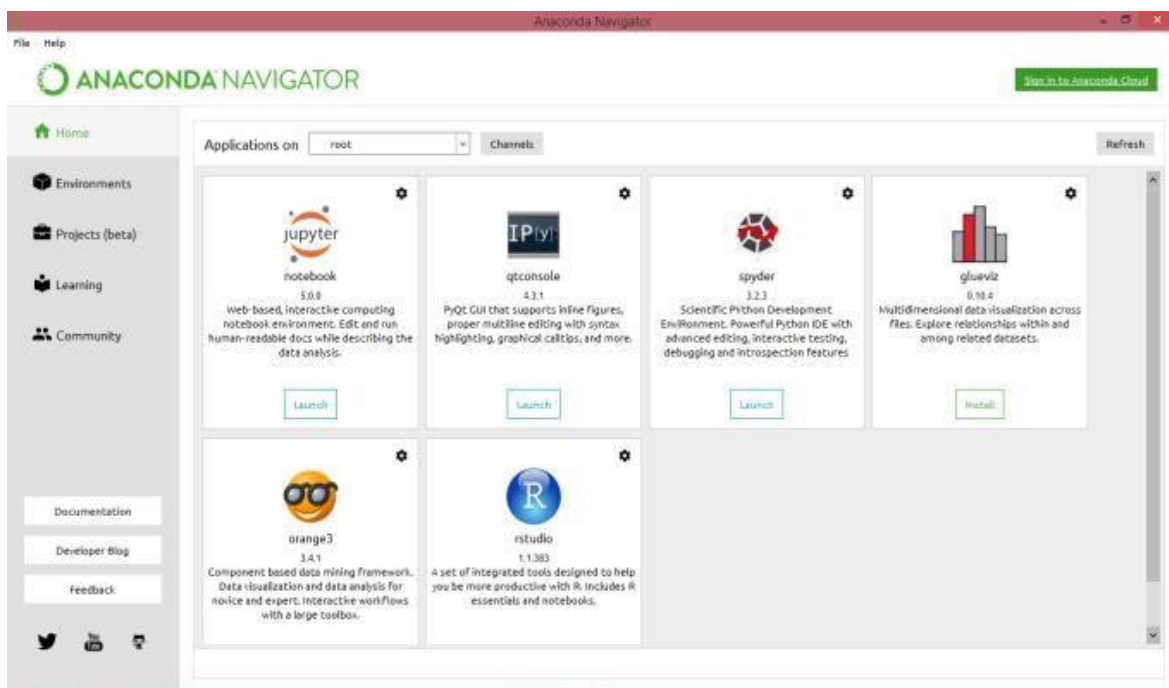 Anaconda Navigator
File Help
ANACONDA NAVIGATOR
Sign in to Anaconda Cloud
Home
Environments
Projects (beta)
Learning
Community
Documentation
Developer Blog
Feedback
You Tube
Applications on root Channels Refresh
jupyter
notebook
5.0.0
Web-based, interactive computing
notebook environment. Edit and run
human-readable docs while describing the
data analysis.
Launch
IP[y]:
qtconsole
4.3.1
PyQt GUI that supports inline figures,
proper multiline editing with syntax
highlighting, graphical calltips, and more.
Launch
spyder
3.2.3
Scientific PYthon Development
EnviRonment. Powerful Python IDE with
advanced editing, interactive testing,
debugging and introspection features
Launch
glueviz
0.10.4
Multidimensional data visualization across
files. Explore relationships within and
among related datasets.
Install
orange3
3.4.1
Component based data mining framework.
Data visualization and data analysis for
novice and expert. Interactive workflows
with a large toolbox.
R
rstudio
1.1.383
A set of integrated tools designed to help
you be more productive with R. Includes R
essentials and notebooks.